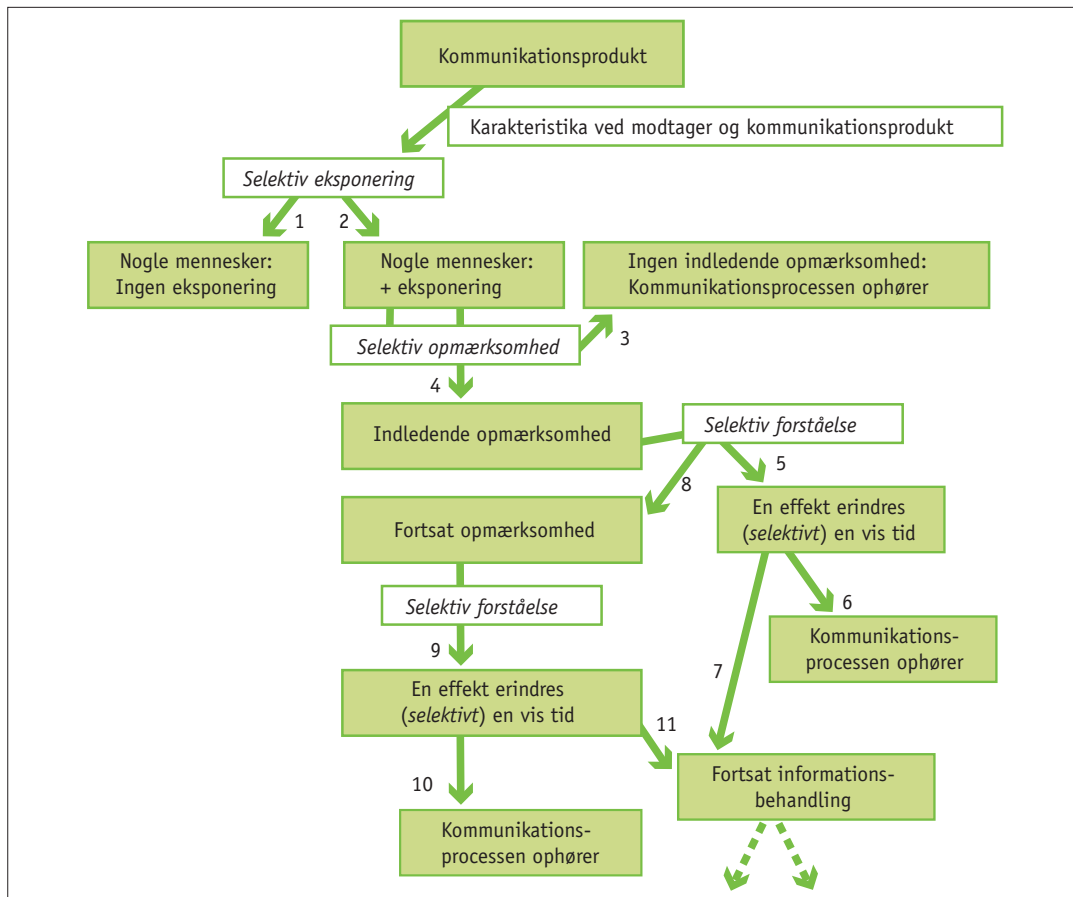 Kommunikationsprodukt
Karakteristika ved modtager og kommunikationsprodukt
Selektiv eksponering
1
2
Nogle mennesker:
Ingen eksponering
Nogle mennesker:
+ eksponering
Ingen indledende opmærksomhed:
Kommunikationsprocessen ophører
Selektiv opmærksomhed
3
4
Indledende opmærksomhed
Selektiv forståelse
5
8
Fortsat opmærksomhed
En effekt erindres
(selektivt) en vis tid
Selektiv forståelse
6
Kommunikations-
processen ophører
9
7
En effekt erindres
(selektivt) en vis tid
11
Fortsat informations-
behandling
10
Kommunikations-
processen ophører